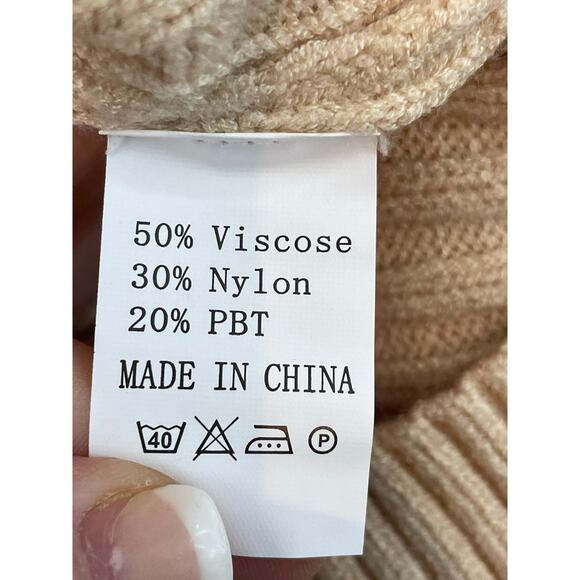 50% Viscose
30% Nylon
20% PBT
MADE IN CHINA
40 P